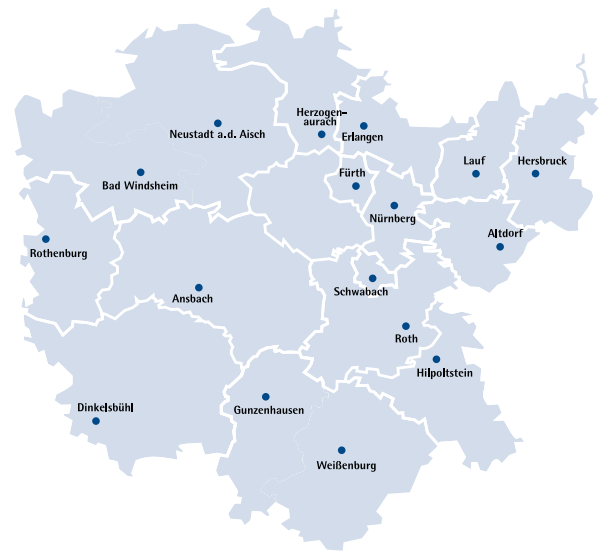 Herzogen-
aurach
Neustadt a.d. Aisch
Erlangen
Lauf
Hersbruck
Fürth
Bad Windsheim
Nürnberg
Altdorf
Rothenburg
Schwabach
Ansbach
Roth
Hilpoltstein
Dinkelsbühl
Gunzenhausen
Weißenburg